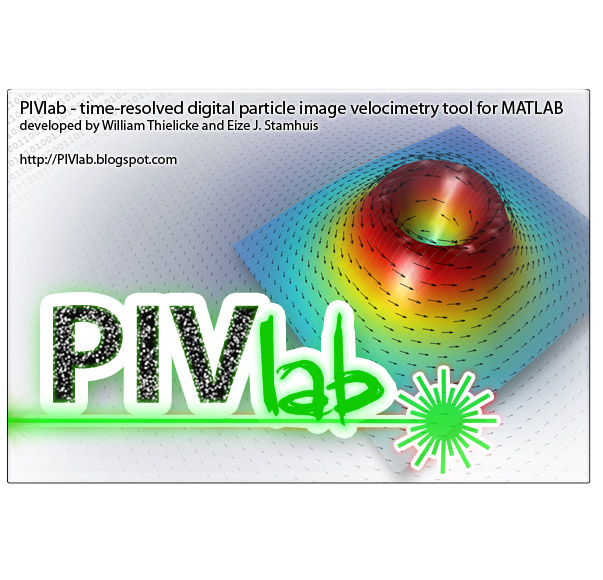 PIVlab - time-resolved digital particle image velocimetry tool for MATLAB
developed by William Thielicke and Eize J. Stamhuis
http://PIVlab.blogspot.com
PIVlab